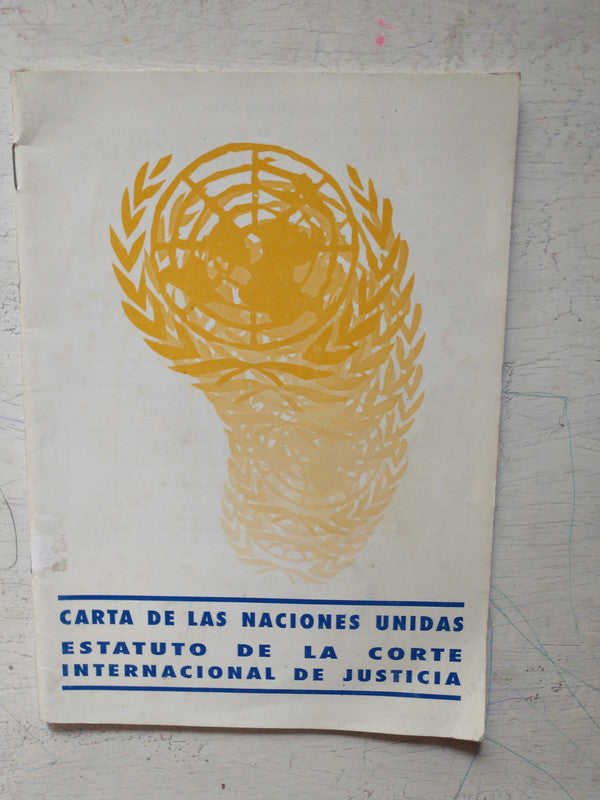 CARTA DE LAS NACIONES UNIDAS
ESTATUTO DE LA CORTE
INTERNACIONAL DE JUSTICIA